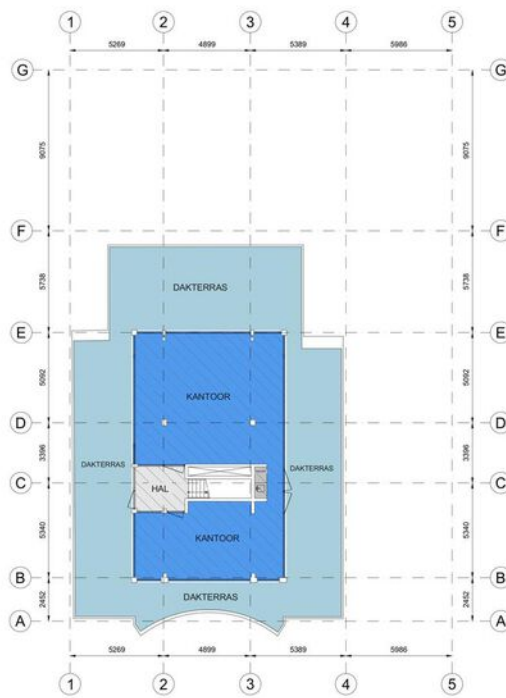 1 2 3 4 5
5269 4899 5389 5986
G G
9075 9075
F F
5738 5738
DAKTERRAS
E E
5092 5092
KANTOOR
D D
3396 3396
DAKTERRAS DAKTERRAS
C C
HAL
5340 5340
KANTOOR
B B
DAKTERRAS
2452 2452
A A
5269 4899 5389 5986
1 2 3 4 5